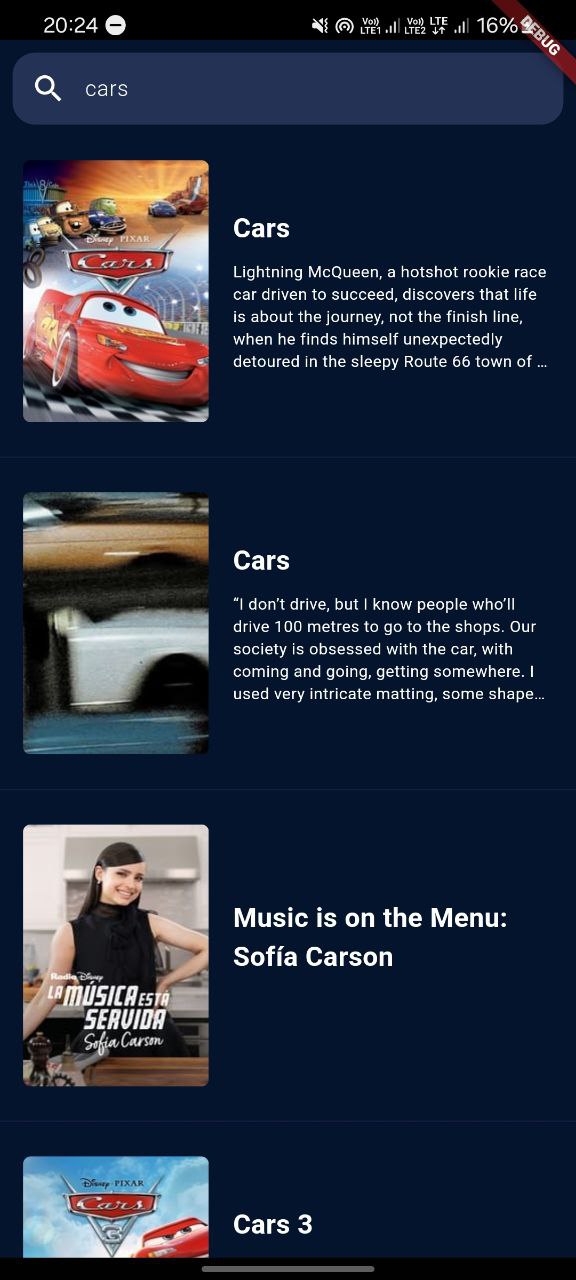 20:24
Vo)) LTE1 Vo)) LTE2 LTE 16%
DEBUG
cars
Disney PIXAR
Cars
Cars
Lightning McQueen, a hotshot rookie race
car driven to succeed, discovers that life
is about the journey, not the finish line,
when he finds himself unexpectedly
detoured in the sleepy Route 66 town of …
Cars
“I don’t drive, but I know people who’ll
drive 100 metres to go to the shops. Our
society is obsessed with the car, with
coming and going, getting somewhere. I
used very intricate matting, some shape…
Radio Disney
LA MÚSICA ESTÁ
SERVIDA
Sofia Carson
Music is on the Menu:
Sofía Carson
Disney PIXAR
Cars
3
Cars 3